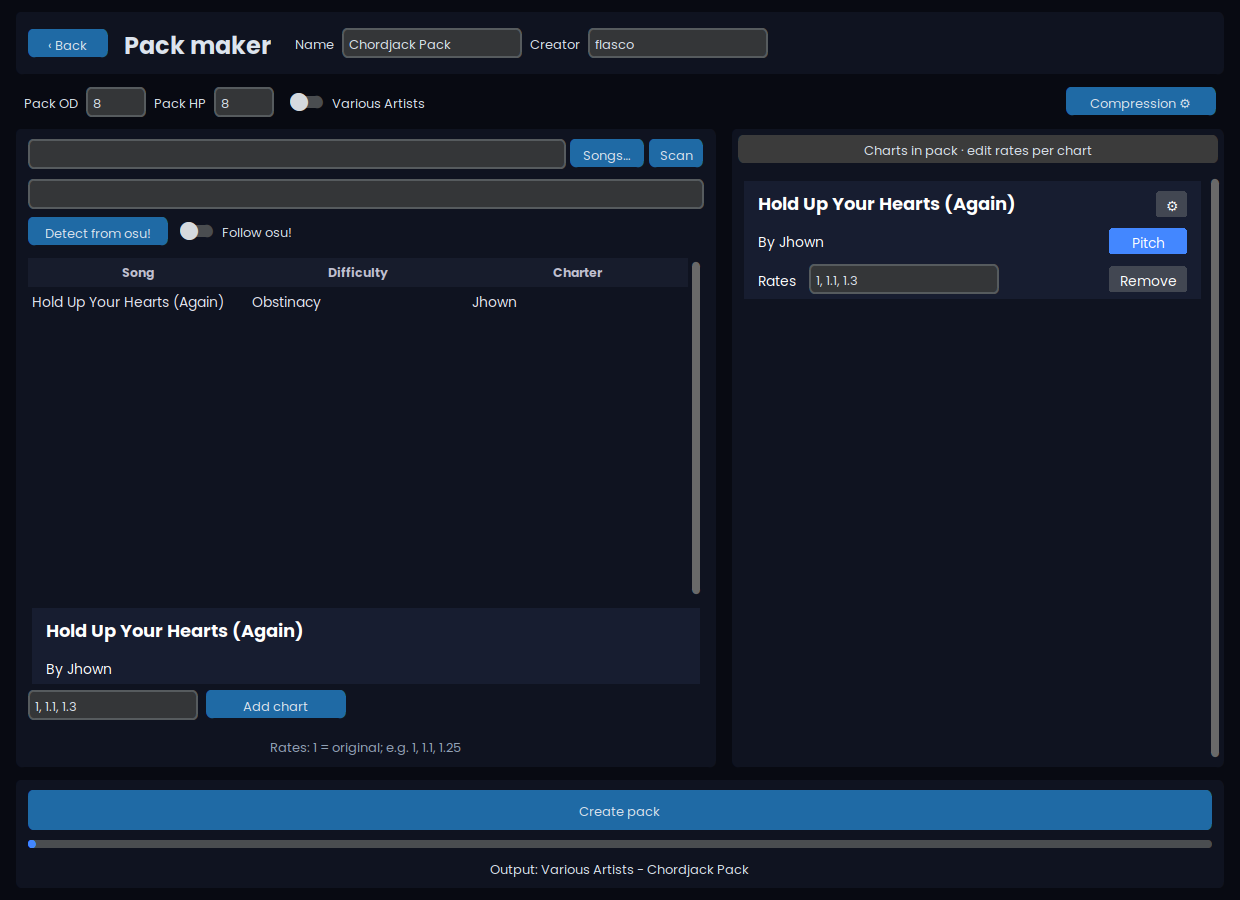 ‹ Back Pack maker Name Chordjack Pack Creator fiasco
Pack OD 8 Pack HP 8 Various Artists Compression ⚙
Songs... Scan
Detect from osu! Follow osu!
Song Difficulty Charter
Hold Up Your Hearts (Again) Obstinacy Jhown
Hold Up Your Hearts (Again)
By Jhown
1, 1.1, 1.3 Add chart
Rates: 1 = original; e.g. 1, 1.1, 1.25
Charts in pack · edit rates per chart
Hold Up Your Hearts (Again) ⚙
By Jhown Pitch
Rates 1, 1.1, 1.3 Remove
Create pack
Output: Various Artists - Chordjack Pack